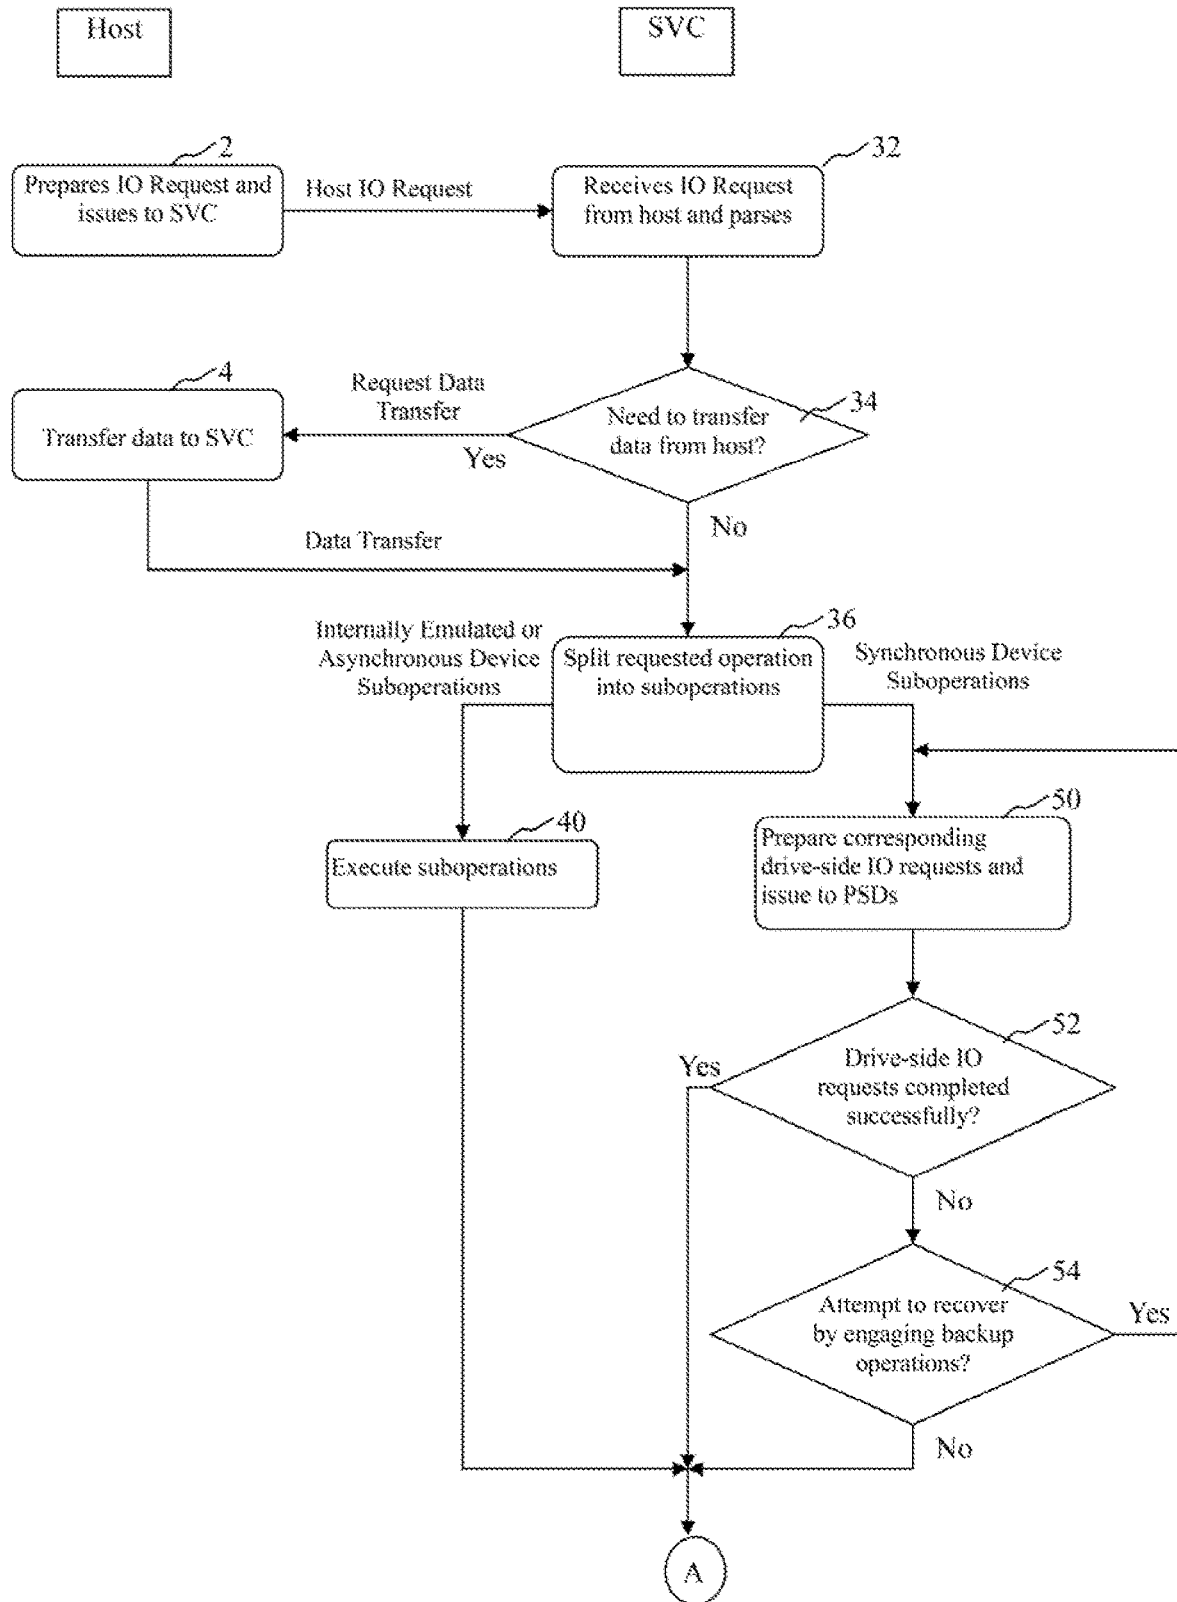 Host
SVC
2
32
Prepares IO Request and
issues to SVC
Host IO Request
Receives IO Request
from host and parses
4
Request Data
Transfer
34
Transfer data to SVC
Need to transfer
data from host?
Yes
No
Data Transfer
36
Internally Emulated or
Asynchronous Device
Suboperations
Split requested operation
into suboperations
Synchronous Device
Suboperations
40
50
Execute suboperations
Prepare corresponding
drive-side IO requests and
issue to PSDs
52
Yes
Drive-side IO
requests completed
successfully?
No
54
Attempt to recover
by engaging backup
operations?
Yes
No
A